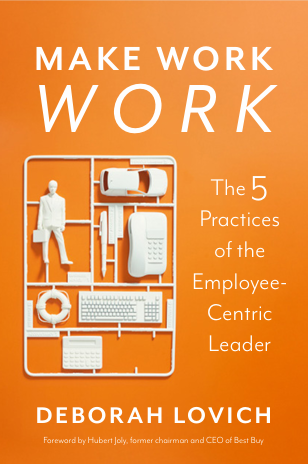 MAKE WORK
WORK
The 5
Practices
of the
Employee-
Centric
Leader
DEBORAH LOVICH
Foreword by Hubert Joly, former chairman and CEO of Best Buy